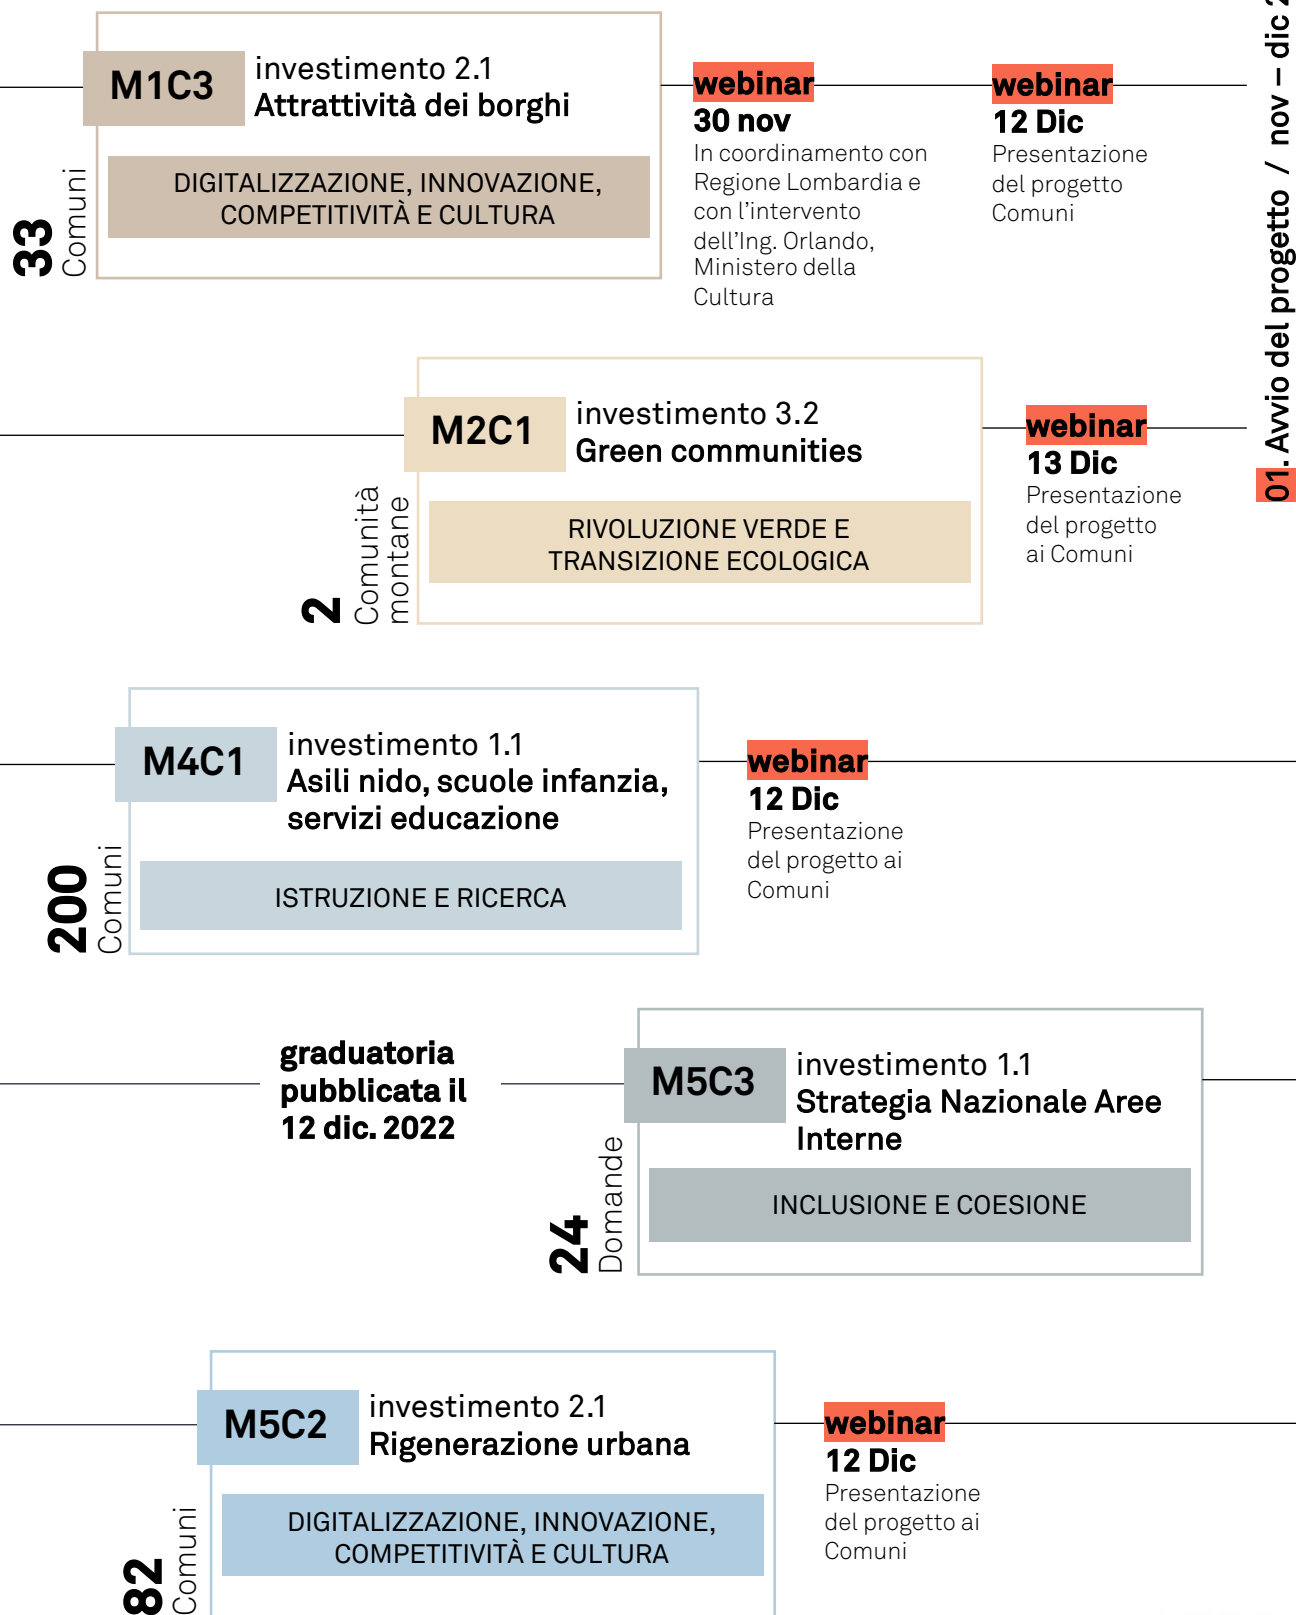 M1C3
investimento 2.1
Attrattività dei borghi
DIGITALIZZAZIONE, INNOVAZIONE,
COMPETITIVITÀ E CULTURA
33
Comuni
webinar
30 nov
In coordinamento con
Regione Lombardia e
con l'intervento
dell'Ing. Orlando,
Ministero della
Cultura
webinar
12 Dic
Presentazione
del progetto
Comuni
01. Avvio del progetto / nov – dic
M2C1
investimento 3.2
Green communities
RIVOLUZIONE VERDE E
TRANSIZIONE ECOLOGICA
2
Comunità
montane
webinar
13 Dic
Presentazione
del progetto
ai Comuni
M4C1
investimento 1.1
Asili nido, scuole infanzia,
servizi educazione
ISTRUZIONE E RICERCA
200
Comuni
webinar
12 Dic
Presentazione
del progetto ai
Comuni
graduatoria
pubblicata il
12 dic. 2022
M5C3
investimento 1.1
Strategia Nazionale Aree
Interne
INCLUSIONE E COESIONE
24
Domande
M5C2
investimento 2.1
Rigenerazione urbana
DIGITALIZZAZIONE, INNOVAZIONE,
COMPETITIVITÀ E CULTURA
82
Comuni
webinar
12 Dic
Presentazione
del progetto ai
Comuni